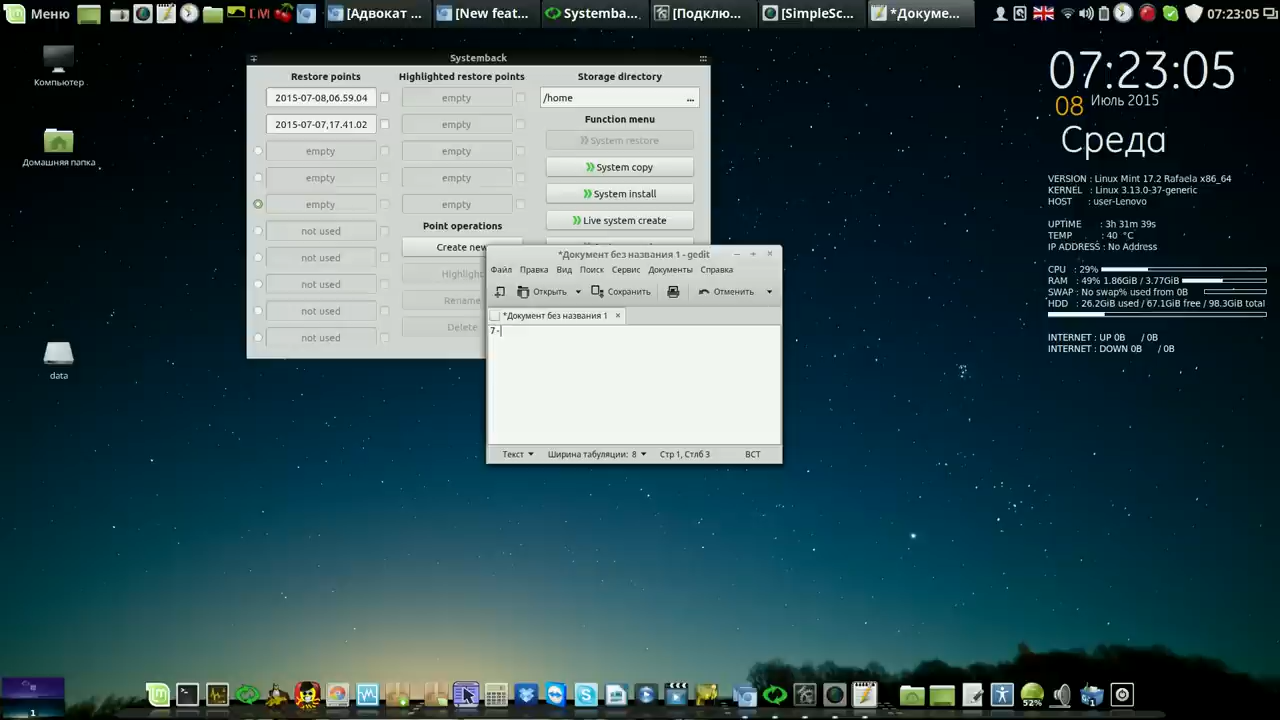 Меню
[Адвокат ...
[New feat...
Systemba...
[Подклю...
[SimpleSc...
*Докуме...
07:23:05
Компьютер
Домашняя папка
data
Systemback
Restore points
Highlighted restore points
Storage directory
2015-07-08,06.59.04
empty
/home
...
2015-07-07,17.41.02
empty
Function menu
System restore
empty
empty
System copy
empty
empty
System install
empty
empty
Live system create
not used
Point operations
Create new
not used
Highligh
not used
Rename
not used
Delete
not used
*Документ без названия 1 - gedit
Файл Правка Вид Поиск Сервис Документы Справка
Открыть Сохранить Отменить
*Документ без названия 1
7-
Текст Ширина табуляции: 8 Стр 1, Стлб 3 ВСТ
07:23:05
08 Июль 2015
Среда
VERSION : Linux Mint 17.2 Rafaela x86_64
KERNEL : Linux 3.13.0-37-generic
HOST : user-Lenovo
UPTIME : 3h 31m 39s
TEMP : 40 °C
IP ADDRESS : No Address
CPU : 29%
RAM : 49% 1.86GiB / 3.77GiB
SWAP : No swap% used from 0B
HDD : 26.2GiB used / 67.1GiB free / 98.3GiB total
INTERNET : UP 0B / 0B
INTERNET : DOWN 0B / 0B
1
52%